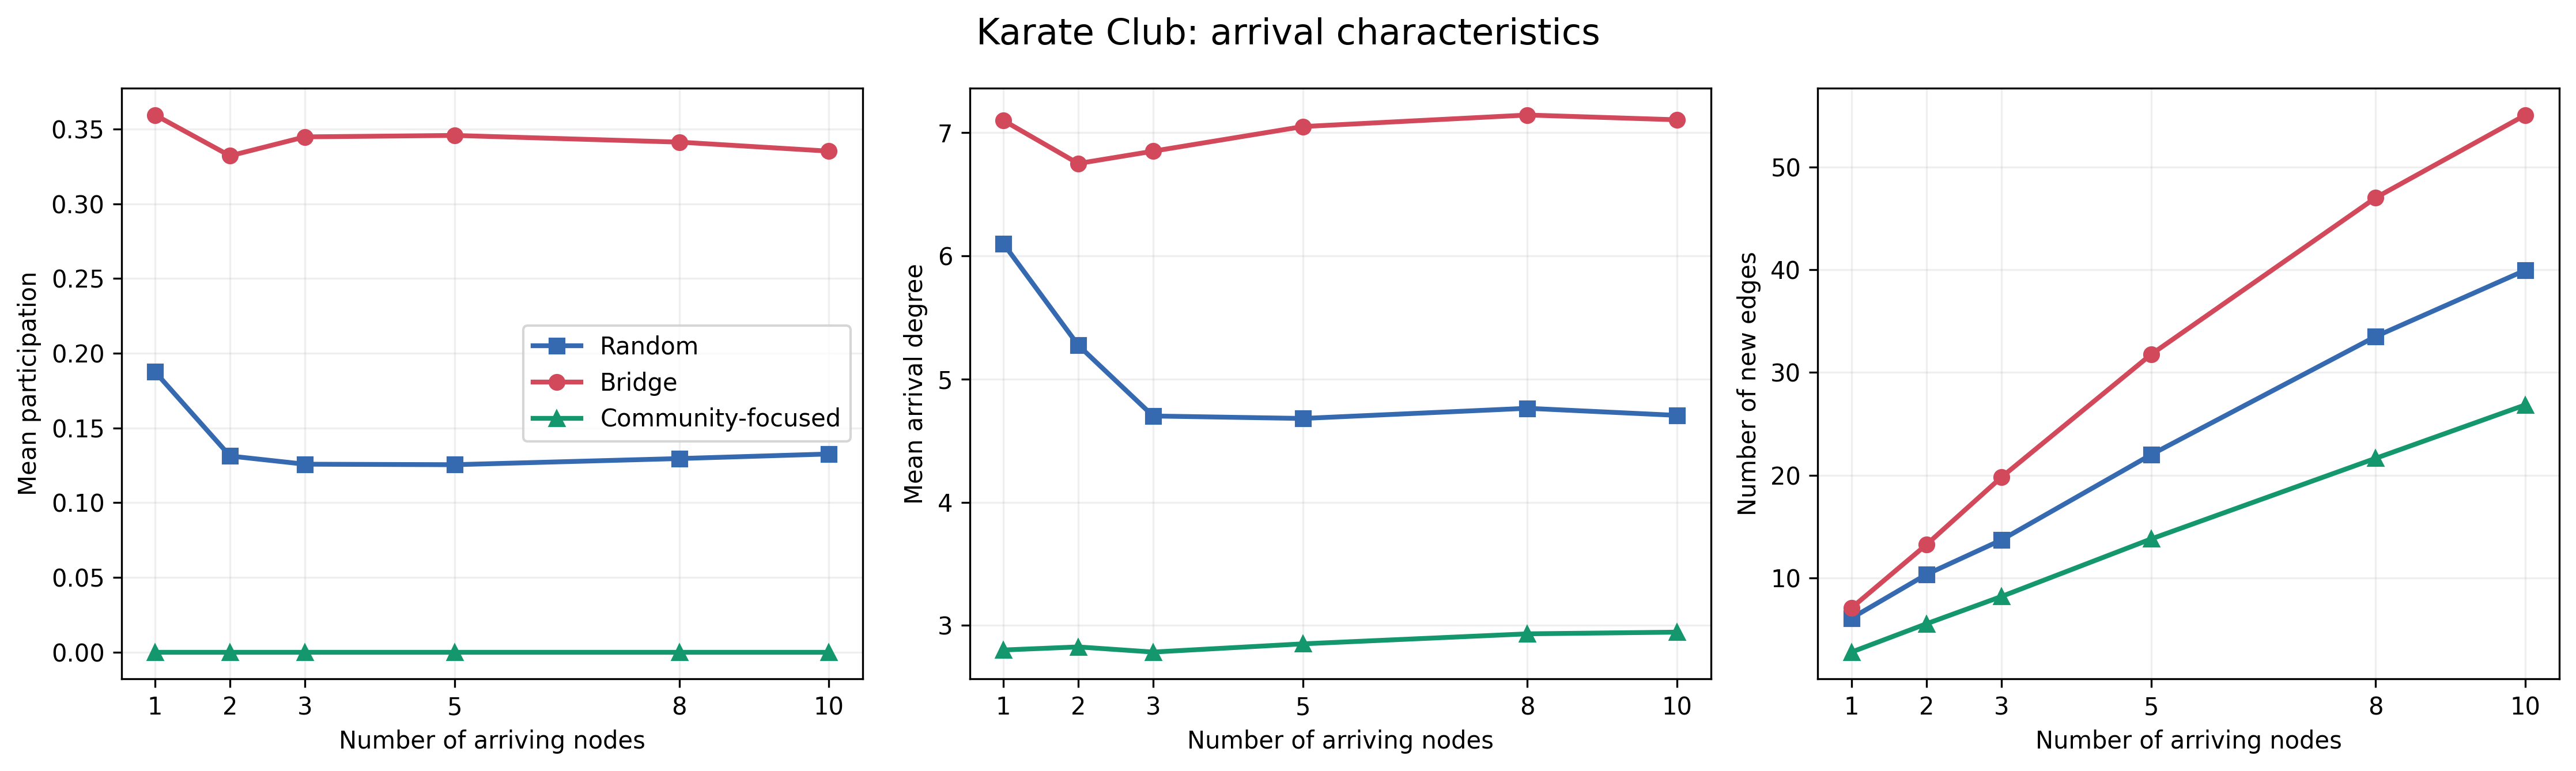 Karate Club: arrival characteristics
Mean participation
0.35
0.30
0.25
0.20
0.15
0.10
0.05
0.00
Random
Bridge
Community-focused
1 2 3 5 8 10
Number of arriving nodes
Mean arrival degree
7
6
5
4
3
1 2 3 5 8 10
Number of arriving nodes
Number of new edges
50
40
30
20
10
1 2 3 5 8 10
Number of arriving nodes